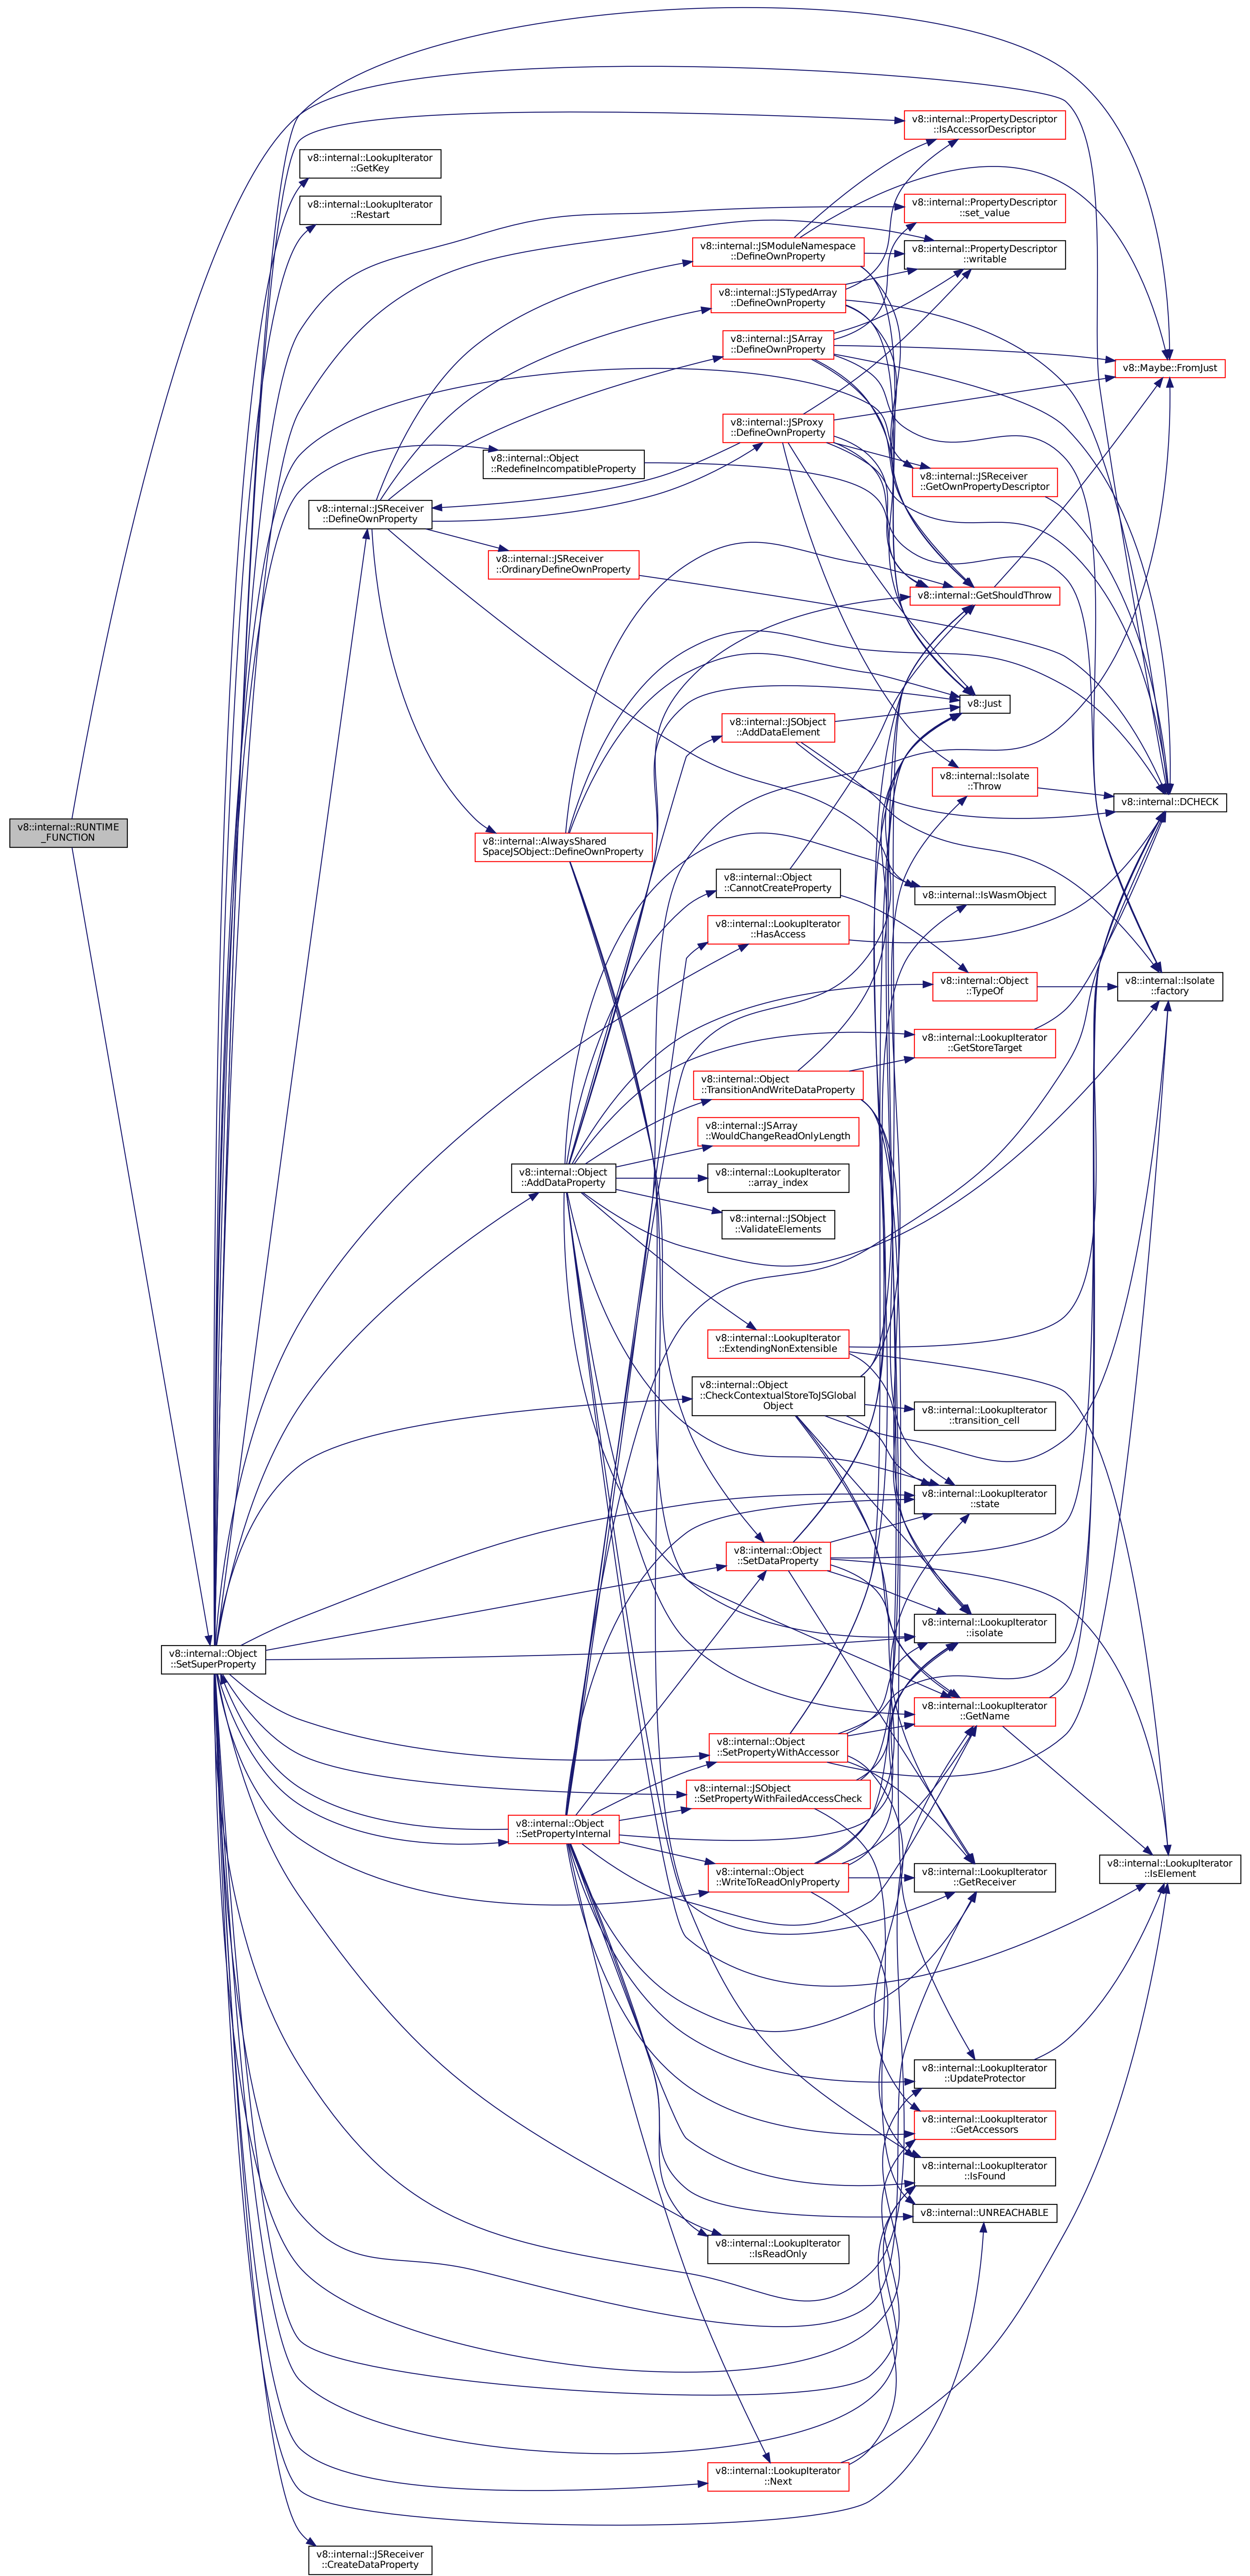 v8::internal::PropertyDescriptor
::IsAccessorDescriptor
v8::internal::LookupIterator
::GetKey
v8::internal::LookupIterator
::Restart
v8::internal::PropertyDescriptor
::set_value
v8::internal::JSModuleNamespace
::DefineOwnProperty
v8::internal::PropertyDescriptor
::writable
v8::internal::JSTypedArray
::DefineOwnProperty
v8::internal::JSArray
::DefineOwnProperty
v8::Maybe::FromJust
v8::internal::JSProxy
::DefineOwnProperty
v8::internal::Object
::RedefineIncompatibleProperty
v8::internal::JSReceiver
::GetOwnPropertyDescriptor
v8::internal::JSReceiver
::DefineOwnProperty
v8::internal::JSReceiver
::OrdinaryDefineOwnProperty
v8::internal::GetShouldThrow
v8::Just
v8::internal::JSObject
::AddDataElement
v8::internal::Isolate
::Throw
v8::internal::DCHECK
v8::internal::RUNTIME
_FUNCTION
v8::internal::AlwaysShared
SpaceJSObject::DefineOwnProperty
v8::internal::Object
::CannotCreateProperty
v8::internal::IsWasmObject
v8::internal::LookupIterator
::HasAccess
v8::internal::Object
::TypeOf
v8::internal::Isolate
::factory
v8::internal::LookupIterator
::GetStoreTarget
v8::internal::Object
::TransitionAndWriteDataProperty
v8::internal::JSArray
::WouldChangeReadOnlyLength
v8::internal::Object
::AddDataProperty
v8::internal::LookupIterator
::array_index
v8::internal::JSObject
::ValidateElements
v8::internal::LookupIterator
::ExtendingNonExtensible
v8::internal::Object
::CheckContextualStoreToJSGlobal
Object
v8::internal::LookupIterator
::transition_cell
v8::internal::LookupIterator
::state
v8::internal::Object
::SetDataProperty
v8::internal::LookupIterator
::isolate
v8::internal::Object
::SetSuperProperty
v8::internal::LookupIterator
::GetName
v8::internal::Object
::SetPropertyWithAccessor
v8::internal::JSObject
::SetPropertyWithFailedAccessCheck
v8::internal::Object
::SetPropertyInternal
v8::internal::Object
::WriteToReadOnlyProperty
v8::internal::LookupIterator
::GetReceiver
v8::internal::LookupIterator
::IsElement
v8::internal::LookupIterator
::UpdateProtector
v8::internal::LookupIterator
::GetAccessors
v8::internal::LookupIterator
::IsFound
v8::internal::UNREACHABLE
v8::internal::LookupIterator
::IsReadOnly
v8::internal::LookupIterator
::Next
v8::internal::JSReceiver
::CreateDataProperty